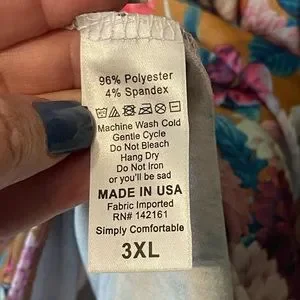 96% Polyester
4% Spandex
Machine Wash Cold
Gentle Cycle
Do Not Bleach
Hang Dry
Do Not Iron
or you'll be sad
MADE IN USA
Fabric Imported
RN# 142161
Simply Comfortable
3XL